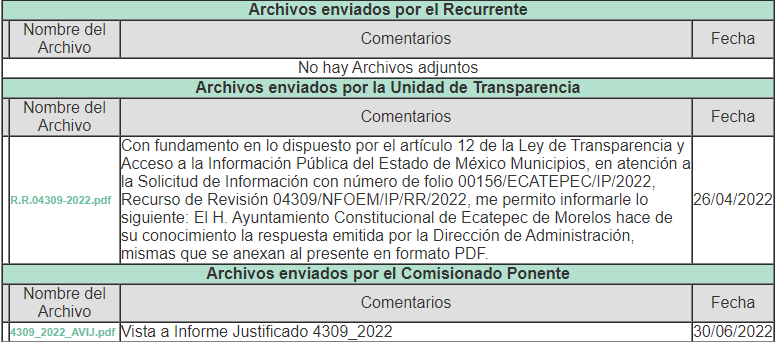 Archivos enviados por el Recurrente
Nombre del Archivo
Comentarios
Fecha
No hay Archivos adjuntos
Archivos enviados por la Unidad de Transparencia
Nombre del Archivo
Comentarios
Fecha
R.R.04309-2022.pdf
Con fundamento en lo dispuesto por el artículo 12 de la Ley de Transparencia y
Acceso a la Información Pública del Estado de México Municipios, en atención a
la Solicitud de Información con número de folio 00156/ECATEPEC/IP/2022,
Recurso de Revisión 04309/NFOEM/IP/RR/2022, me permito informarle lo
siguiente: El H. Ayuntamiento Constitucional de Ecatepec de Morelos hace de
su conocimiento la respuesta emitida por la Dirección de Administración,
mismas que se anexan al presente en formato PDF.
26/04/2022
Archivos enviados por el Comisionado Ponente
Nombre del Archivo
Comentarios
Fecha
4309_2022_AVIJ.pdf
Vista a Informe Justificado 4309_2022
30/06/2022